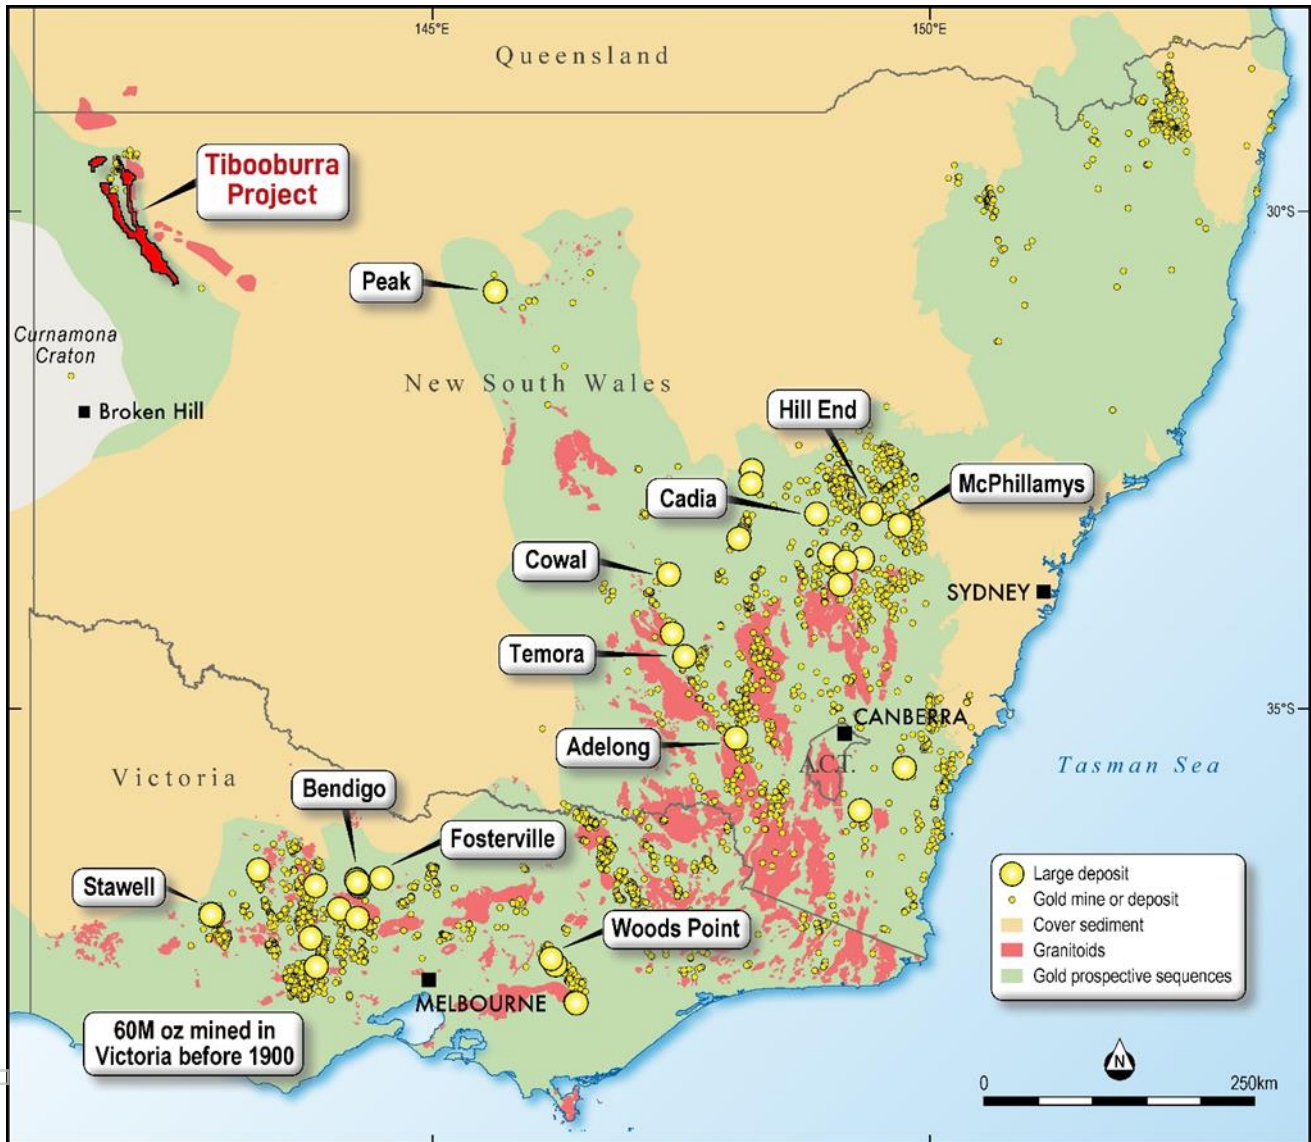 145°E
150°E
Queensland
Tibooburra
Project
30°S
Peak
Curnamona
Craton
New South Wales
Broken Hill
Hill End
Cadia
McPhillamys
Cowal
SYDNEY
Temora
35°S
CANBERRA
Adelong
A.C.T.
Tasman Sea
Victoria
Bendigo
Fosterville
Stawell
Woods Point
MELBOURNE
60M oz mined in
Victoria before 1900
Large deposit
Gold mine or deposit
Cover sediment
Granitoids
Gold prospective sequences
N
0 250km
145°E
150°E